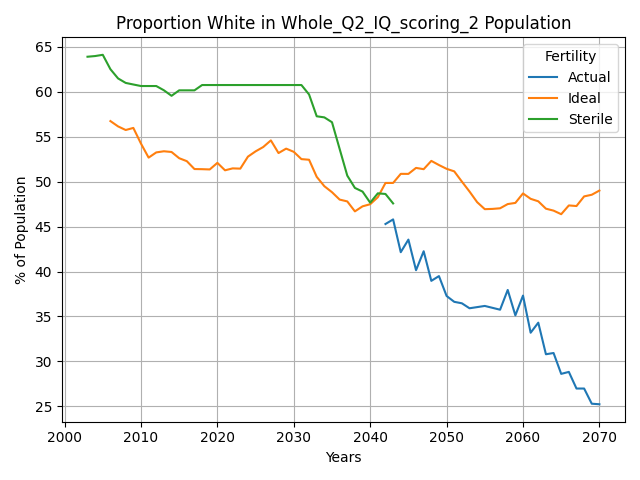 Proportion White in Whole_Q2_IQ_scoring_2 Population
Fertility
Actual
Ideal
Sterile
% of Population
65
60
55
50
45
40
35
30
25
2000
2010
2020
2030
2040
2050
2060
2070
Years